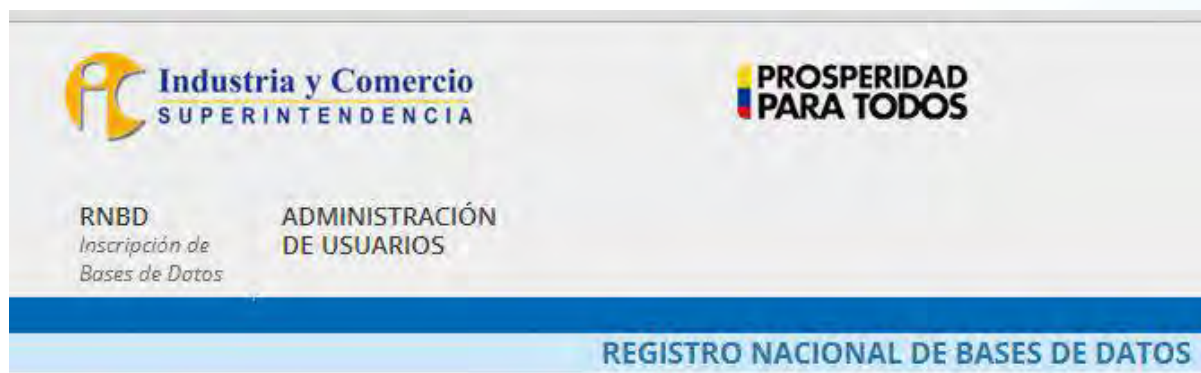 Industria y Comercio
SUPERINTENDENCIA
PROSPERIDAD
PARA TODOS
RNBD
Inscripción de
Bases de Datos
ADMINISTRACIÓN
DE USUARIOS
REGISTRO NACIONAL DE BASES DE DATOS